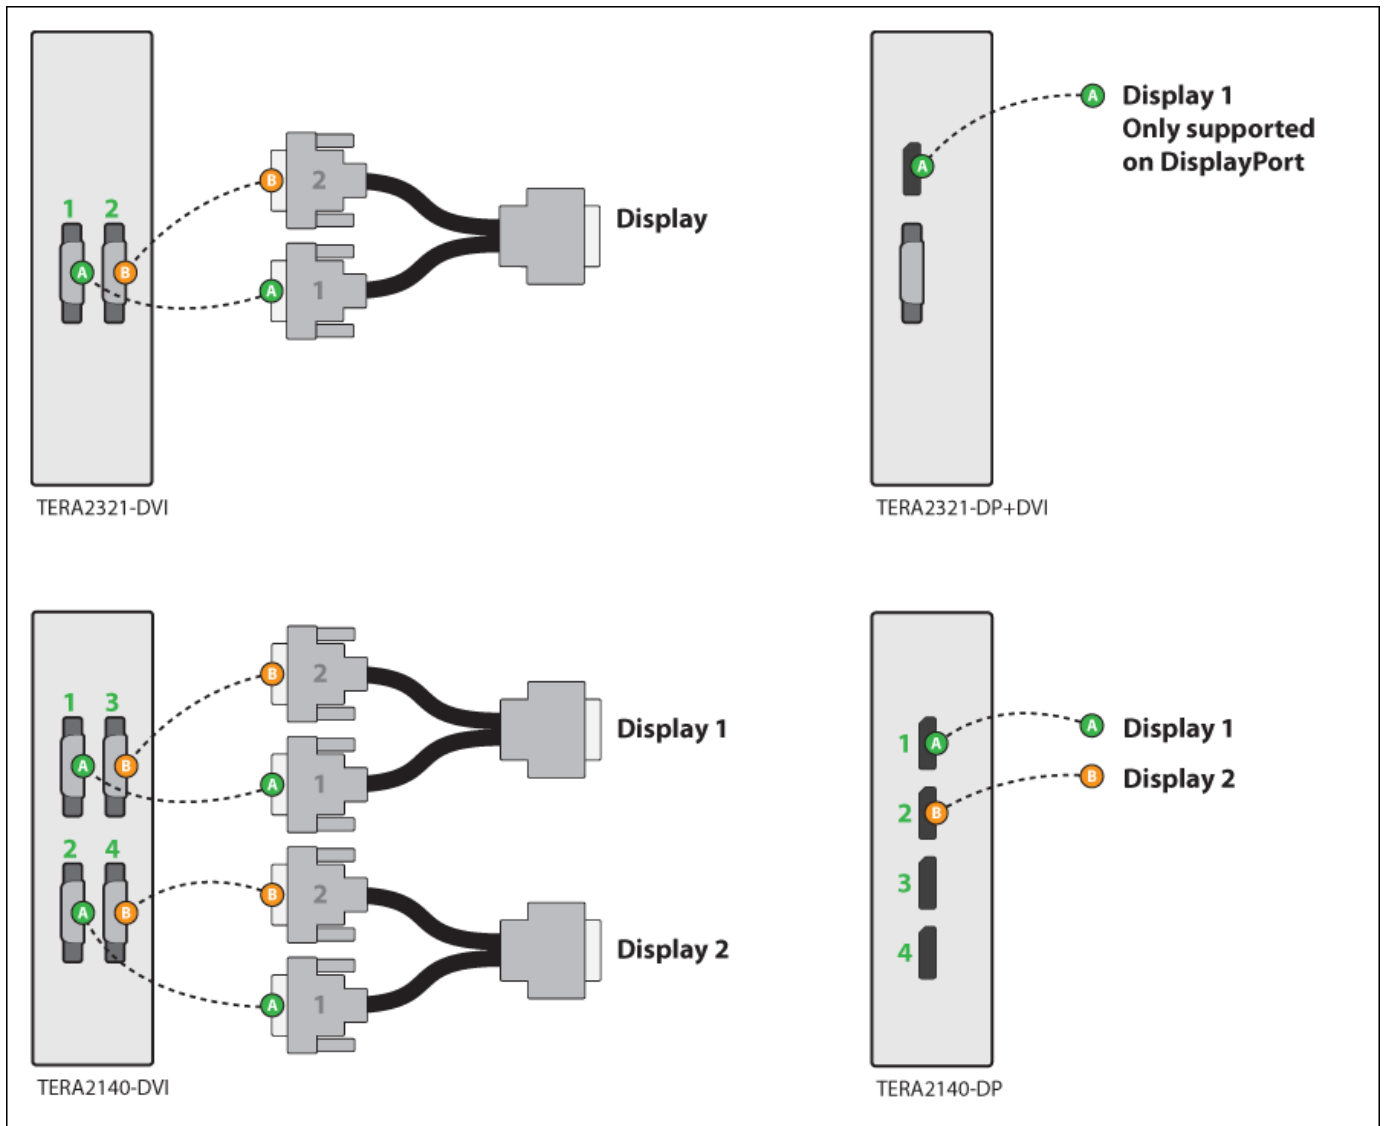 1 2
A B
B 2
A 1
Display
TERA2321-DVI
A Display 1
Only supported
on DisplayPort
A
TERA2321-DP+DVI
1 3
A B
2 4
A B
B 2
A 1
Display 1
B 2
A 1
Display 2
TERA2140-DVI
1 A
A Display 1
2 B
B Display 2
3
4
TERA2140-DP